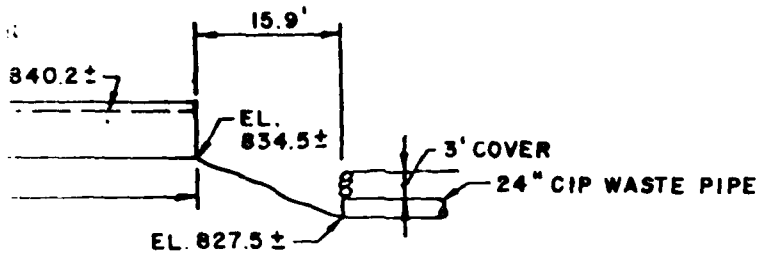 15.9'
840.2±
EL.
834.5±
3' COVER
24" CIP WASTE PIPE
EL. 827.5±